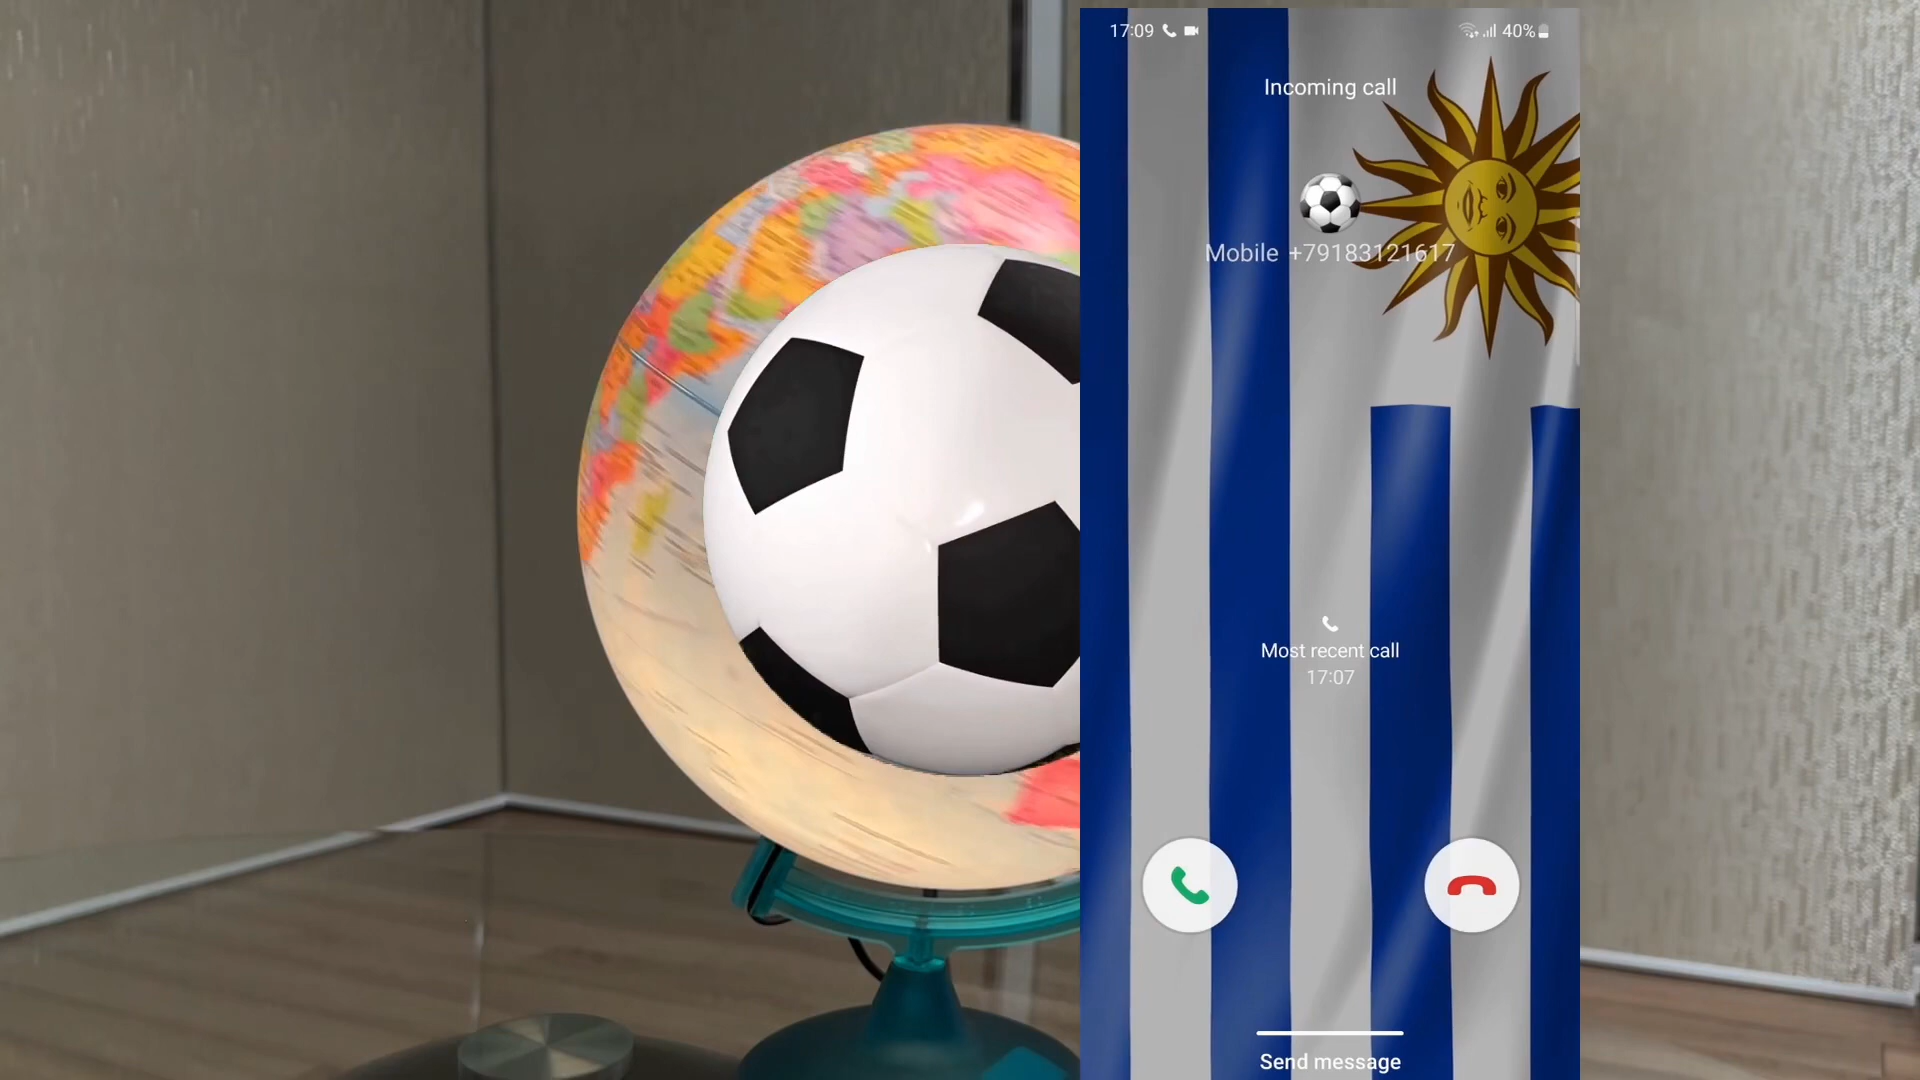 17:09
40%
Incoming call
Mobile +79183121617
Most recent call
17:07
Send message